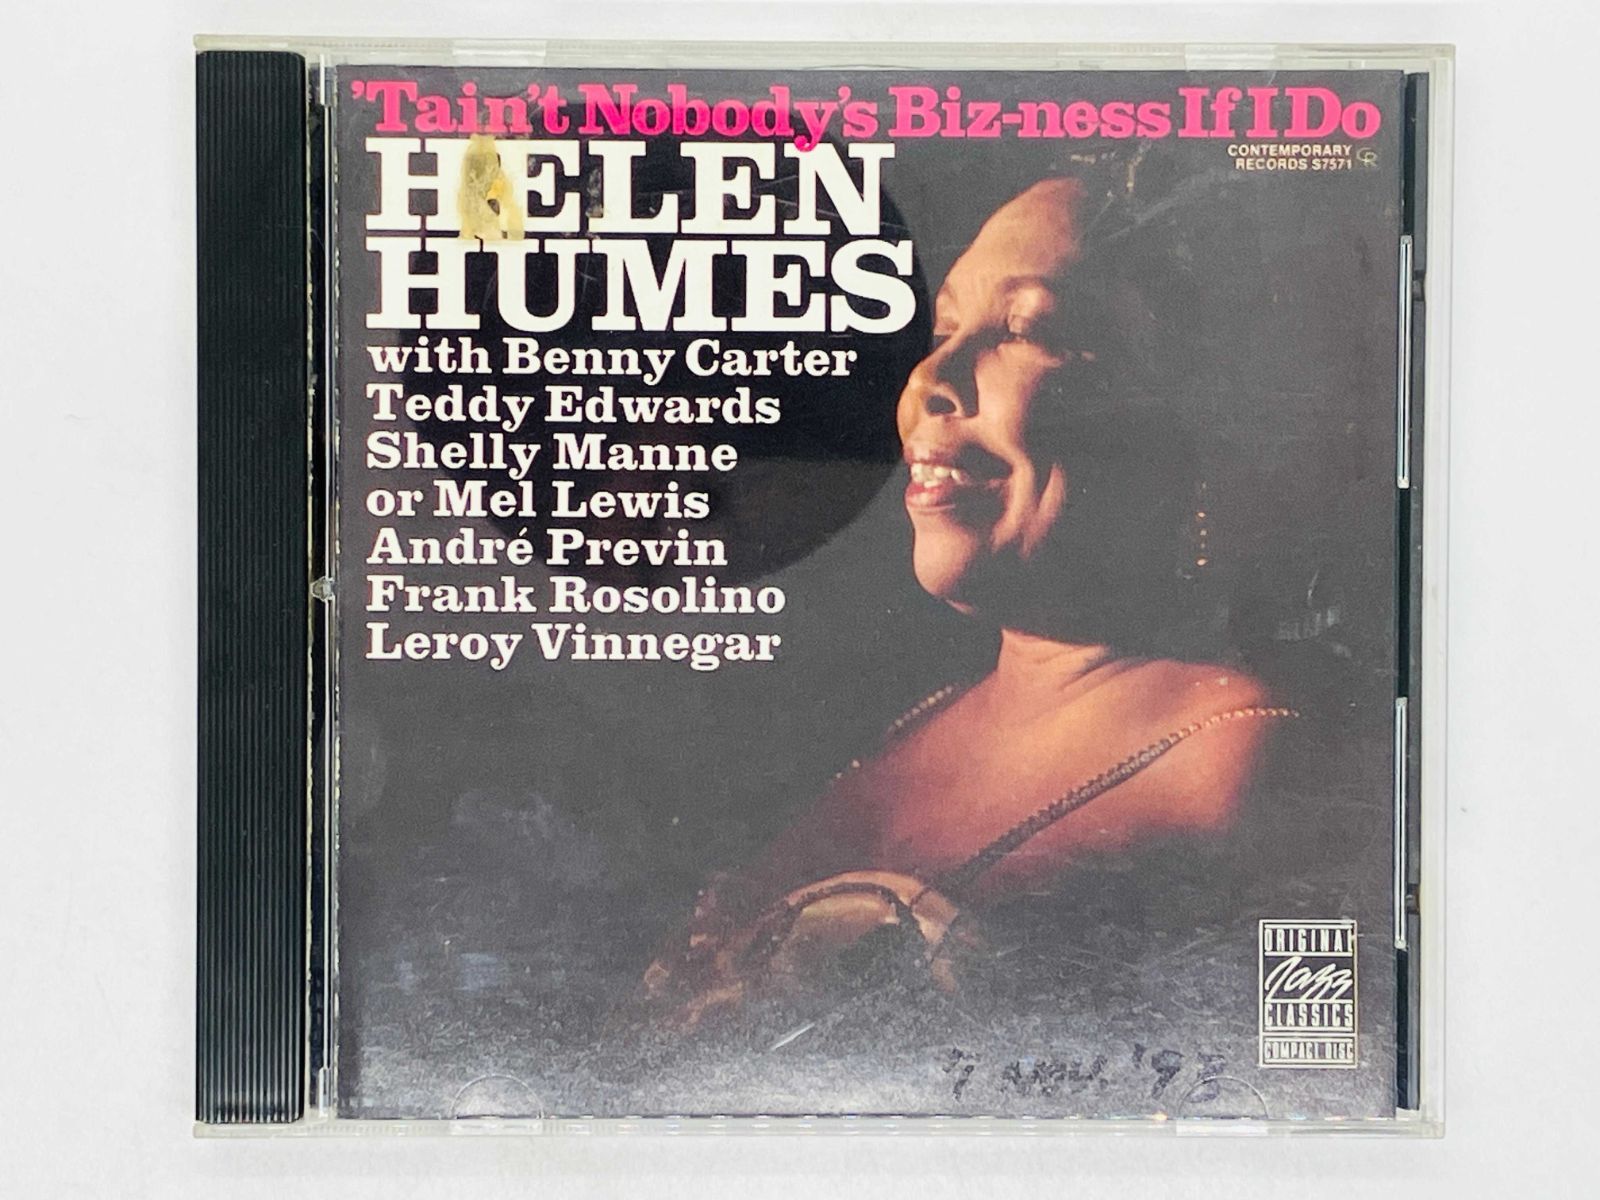 'Tain't Nobody's Biz-ness If I Do
CONTEMPORARY
RECORDS S7571 CR
HELEN
HUMES
with Benny Carter
Teddy Edwards
Shelly Manne
or Mel Lewis
André Previn
Frank Rosolino
Leroy Vinnegar
ORIGINAL
Jazz
CLASSICS
COMPACT DISC